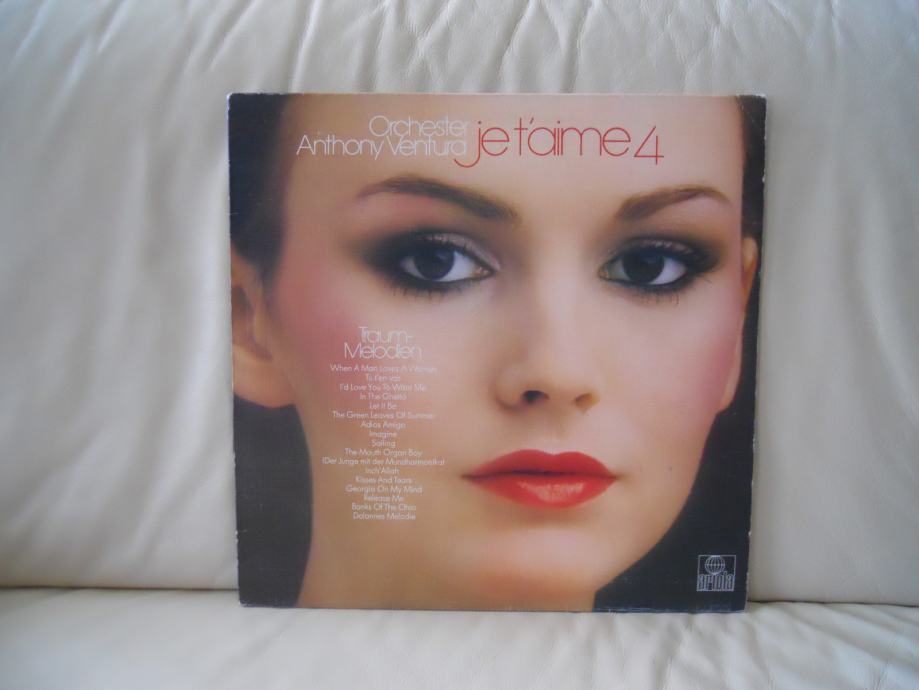 Orchester
Anthony Ventura
je t'aime 4
Traum-
Melodien
When A Man Loves A Woman
Tu t'en vas
I'd Love You To Want Me
In The Ghetto
Let It Be
The Green Leaves Of Summer
Adios Amigo
Imagine
Sailing
The Mouth Organ Boy
(Der Junge mit der Mundharmonika)
Inch'Allah
Kisses And Tears
Georgia On My Mind
Release Me
Banks Of The Ohio
Dolannes Melodie
ariola